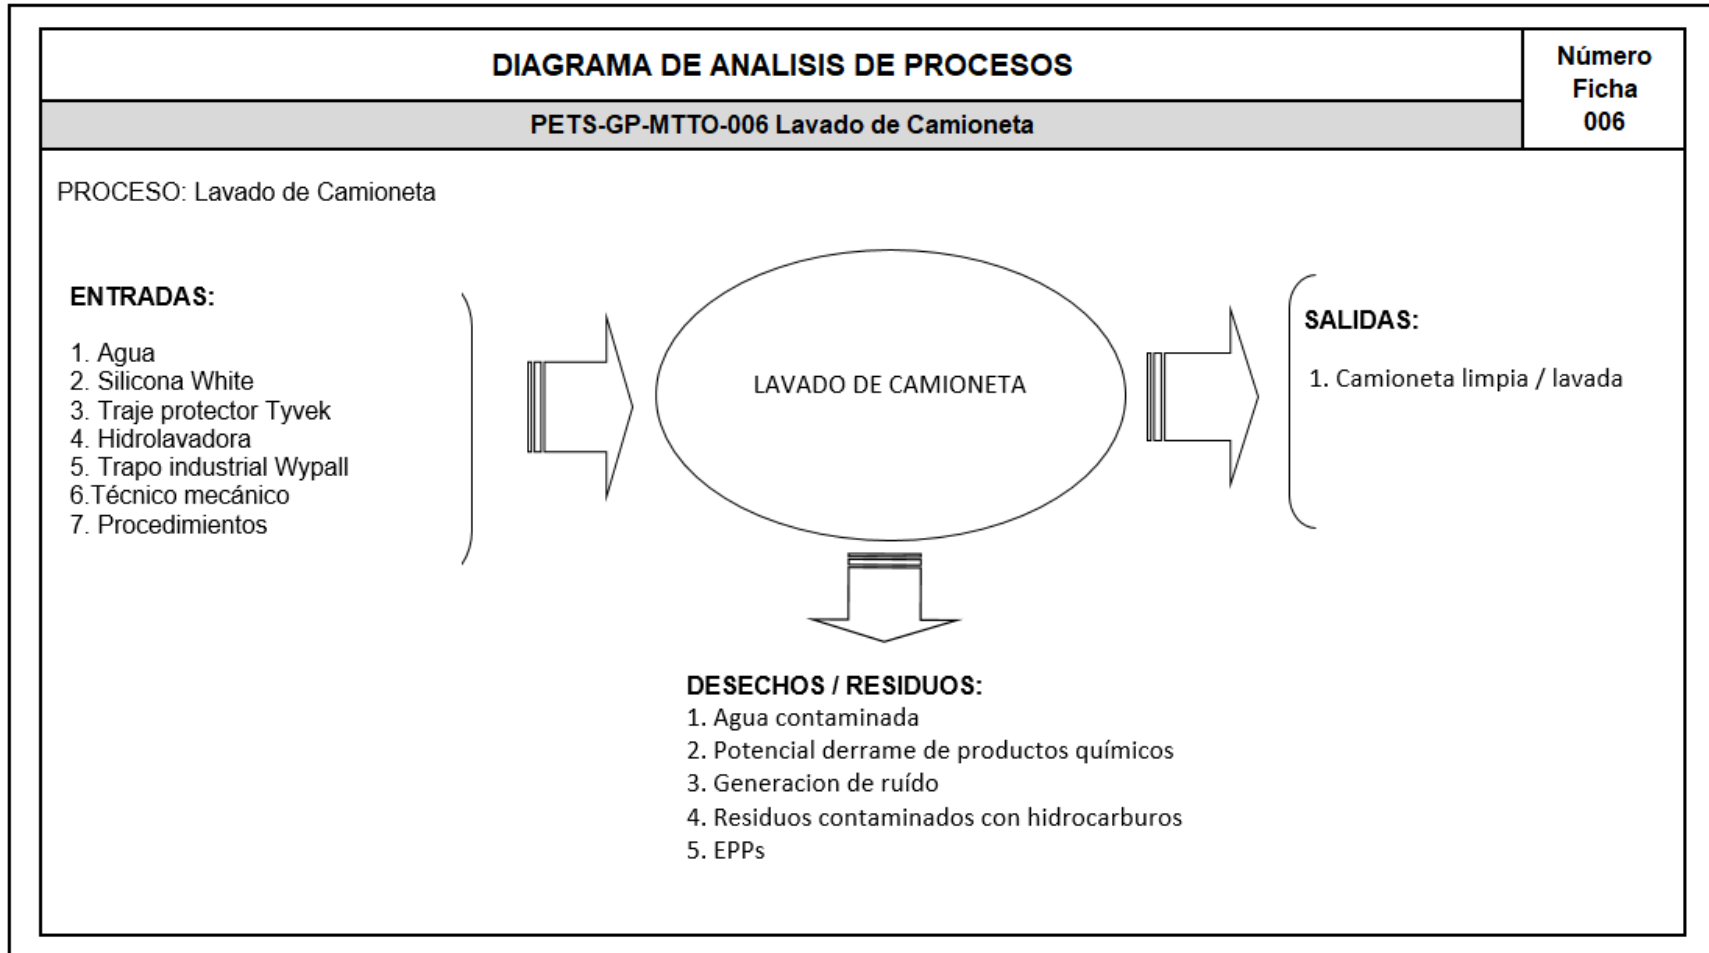 DIAGRAMA DE ANALISIS DE PROCESOS
Número
Ficha
006
PETS-GP-MTTO-006 Lavado de Camioneta
PROCESO: Lavado de Camioneta
ENTRADAS:
1. Agua
2. Silicona White
3. Traje protector Tyvek
4. Hidrolavadora
5. Trapo industrial Wypall
6.Técnico mecánico
7. Procedimientos
LAVADO DE CAMIONETA
SALIDAS:
1. Camioneta limpia / lavada
DESECHOS / RESIDUOS:
1. Agua contaminada
2. Potencial derrame de productos químicos
3. Generacion de ruído
4. Residuos contaminados con hidrocarburos
5. EPPs